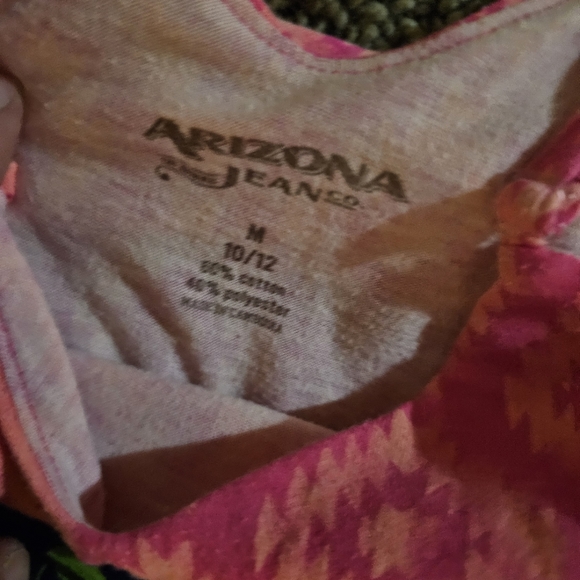 ARIZONA
JEAN CO.
M
10/12
60% cotton
40% polyester
MADE IN CAMBODIA